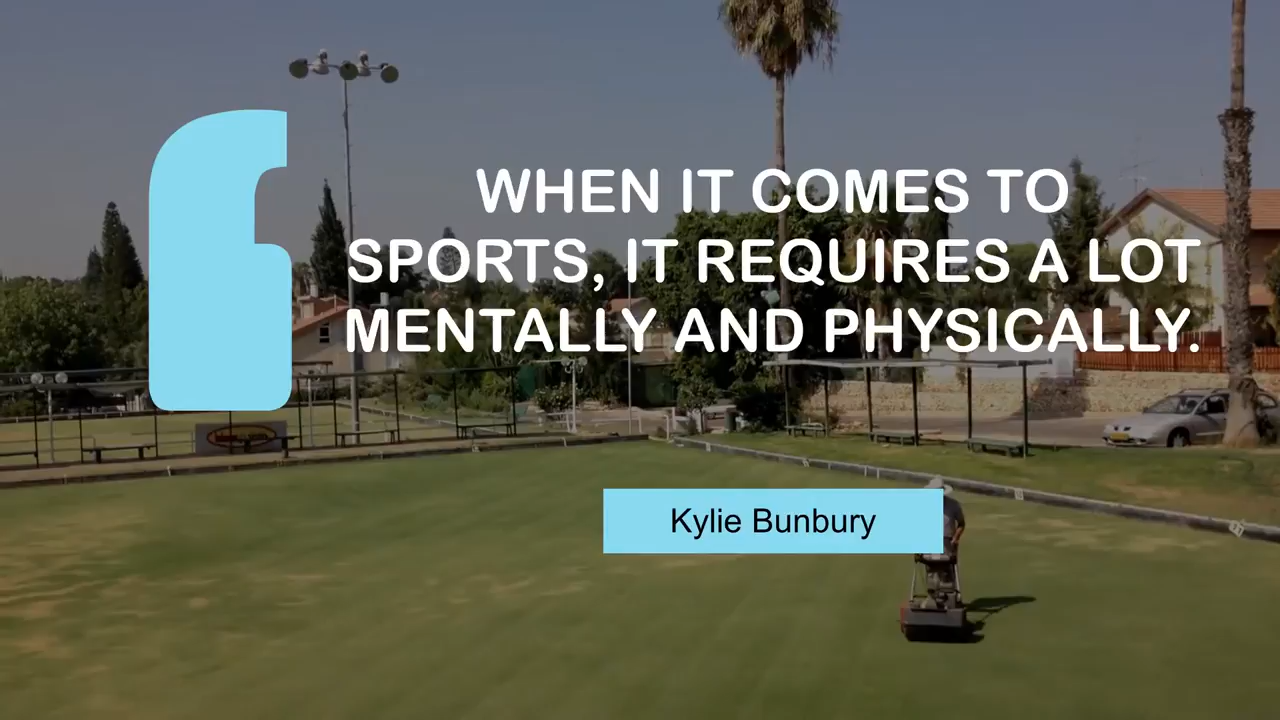 WHEN IT COMES TO
SPORTS, IT REQUIRES A LOT
MENTALLY AND PHYSICALLY.
Kylie Bunbury